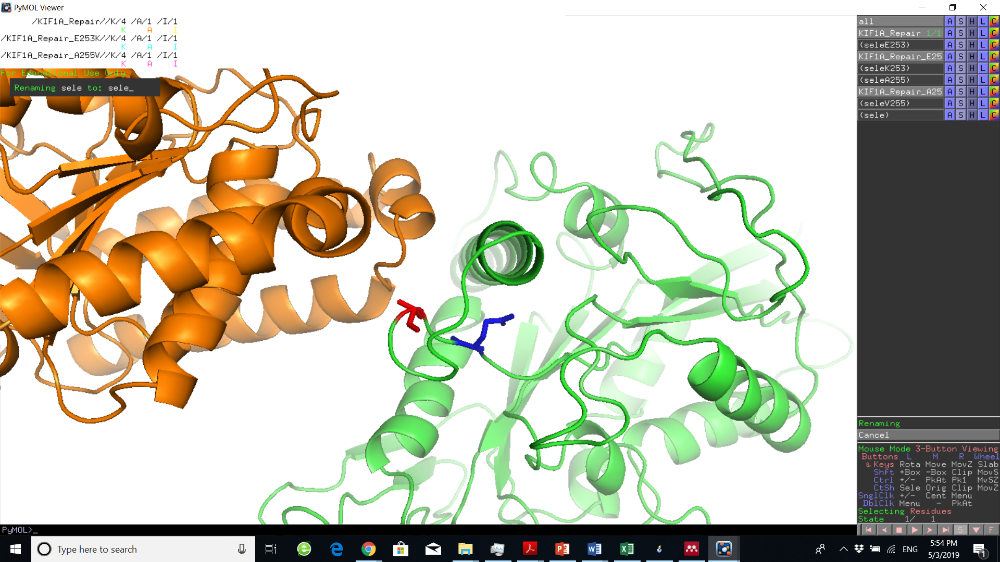 PyMOL Viewer
/KIF1A_Repair//K/4 /A/1 /I/1
K A I
/KIF1A_Repair_E253K//K/4 /A/1 /I/1
K A I
/KIF1A_Repair_A255V//K/4 /A/1 /I/1
K A I
For Educational Use Only
Renaming sele to: sele_
all A S H L C
KIF1A_Repair 1/1 A S H L C
(seleE253) A S H L C
KIF1A_Repair_E25 A S H L C
(seleK253) A S H L C
(seleA255) A S H L C
KIF1A_Repair_A25 A S H L C
(seleV255) A S H L C
(sele) A S H L C
Renaming
Cancel
Mouse Mode 3-Button Viewing
Buttons L M R Wheel
& Keys Rota Move MovZ Slab
Shft +Box -Box Clip MovS
Ctrl +/- PkAt Pk1 MvSZ
CtSh Sele Orig Clip MovZ
SnglClk +/- Cent Menu
DblClk Menu - PkAt
Selecting Residues
State 1/ 1
S F
PyMOL>_
Type here to search
ENG
5:54 PM
5/3/2019
1